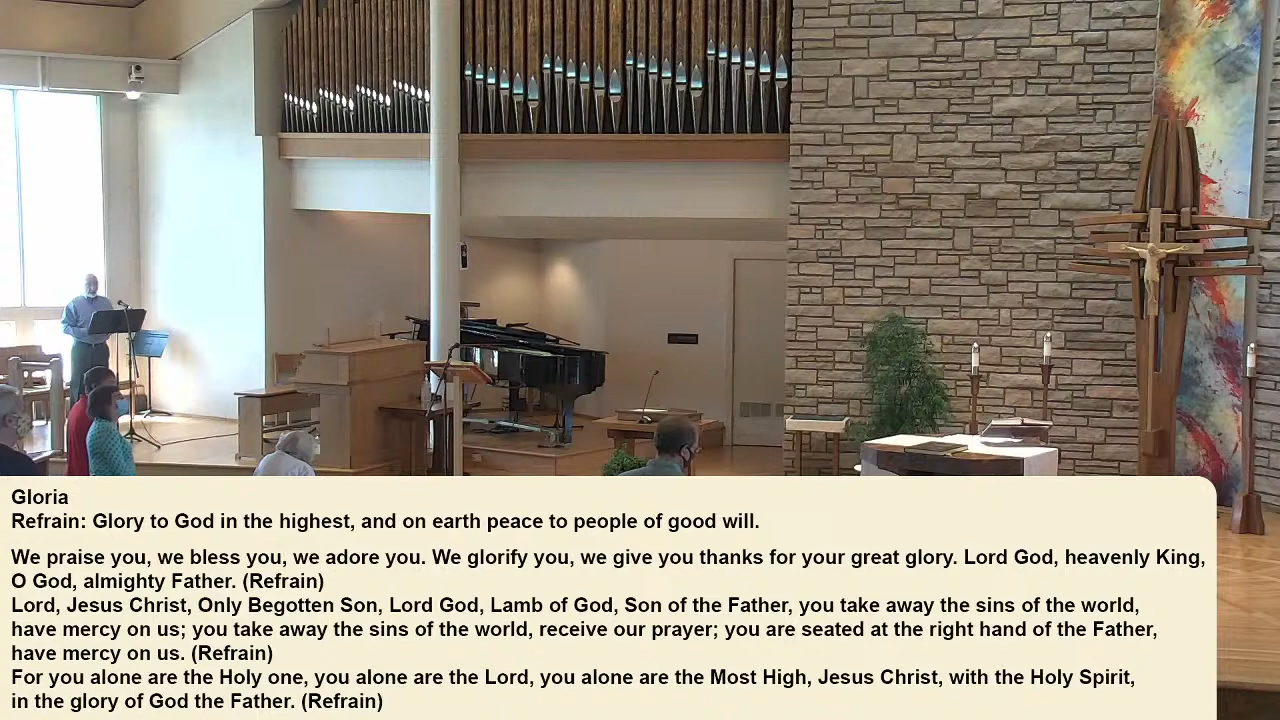 Gloria
Refrain: Glory to God in the highest, and on earth peace to people of good will.
We praise you, we bless you, we adore you. We glorify you, we give you thanks for your great glory. Lord God, heavenly King,
O God, almighty Father. (Refrain)
Lord, Jesus Christ, Only Begotten Son, Lord God, Lamb of God, Son of the Father, you take away the sins of the world,
have mercy on us; you take away the sins of the world, receive our prayer; you are seated at the right hand of the Father,
have mercy on us. (Refrain)
For you alone are the Holy one, you alone are the Lord, you alone are the Most High, Jesus Christ, with the Holy Spirit,
in the glory of God the Father. (Refrain)